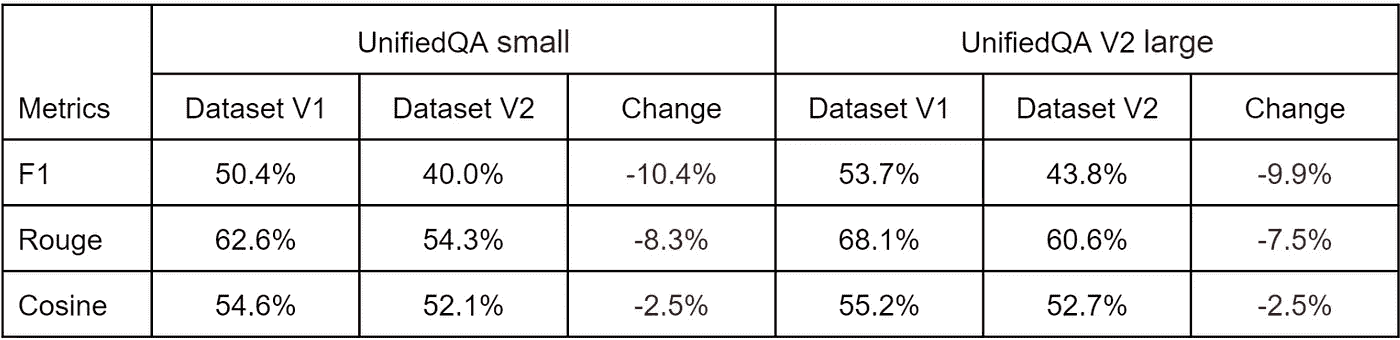 UnifiedQA small UnifiedQA V2 large
Metrics Dataset V1 Dataset V2 Change Dataset V1 Dataset V2 Change
F1 50.4% 40.0% -10.4% 53.7% 43.8% -9.9%
Rouge 62.6% 54.3% -8.3% 68.1% 60.6% -7.5%
Cosine 54.6% 52.1% -2.5% 55.2% 52.7% -2.5%